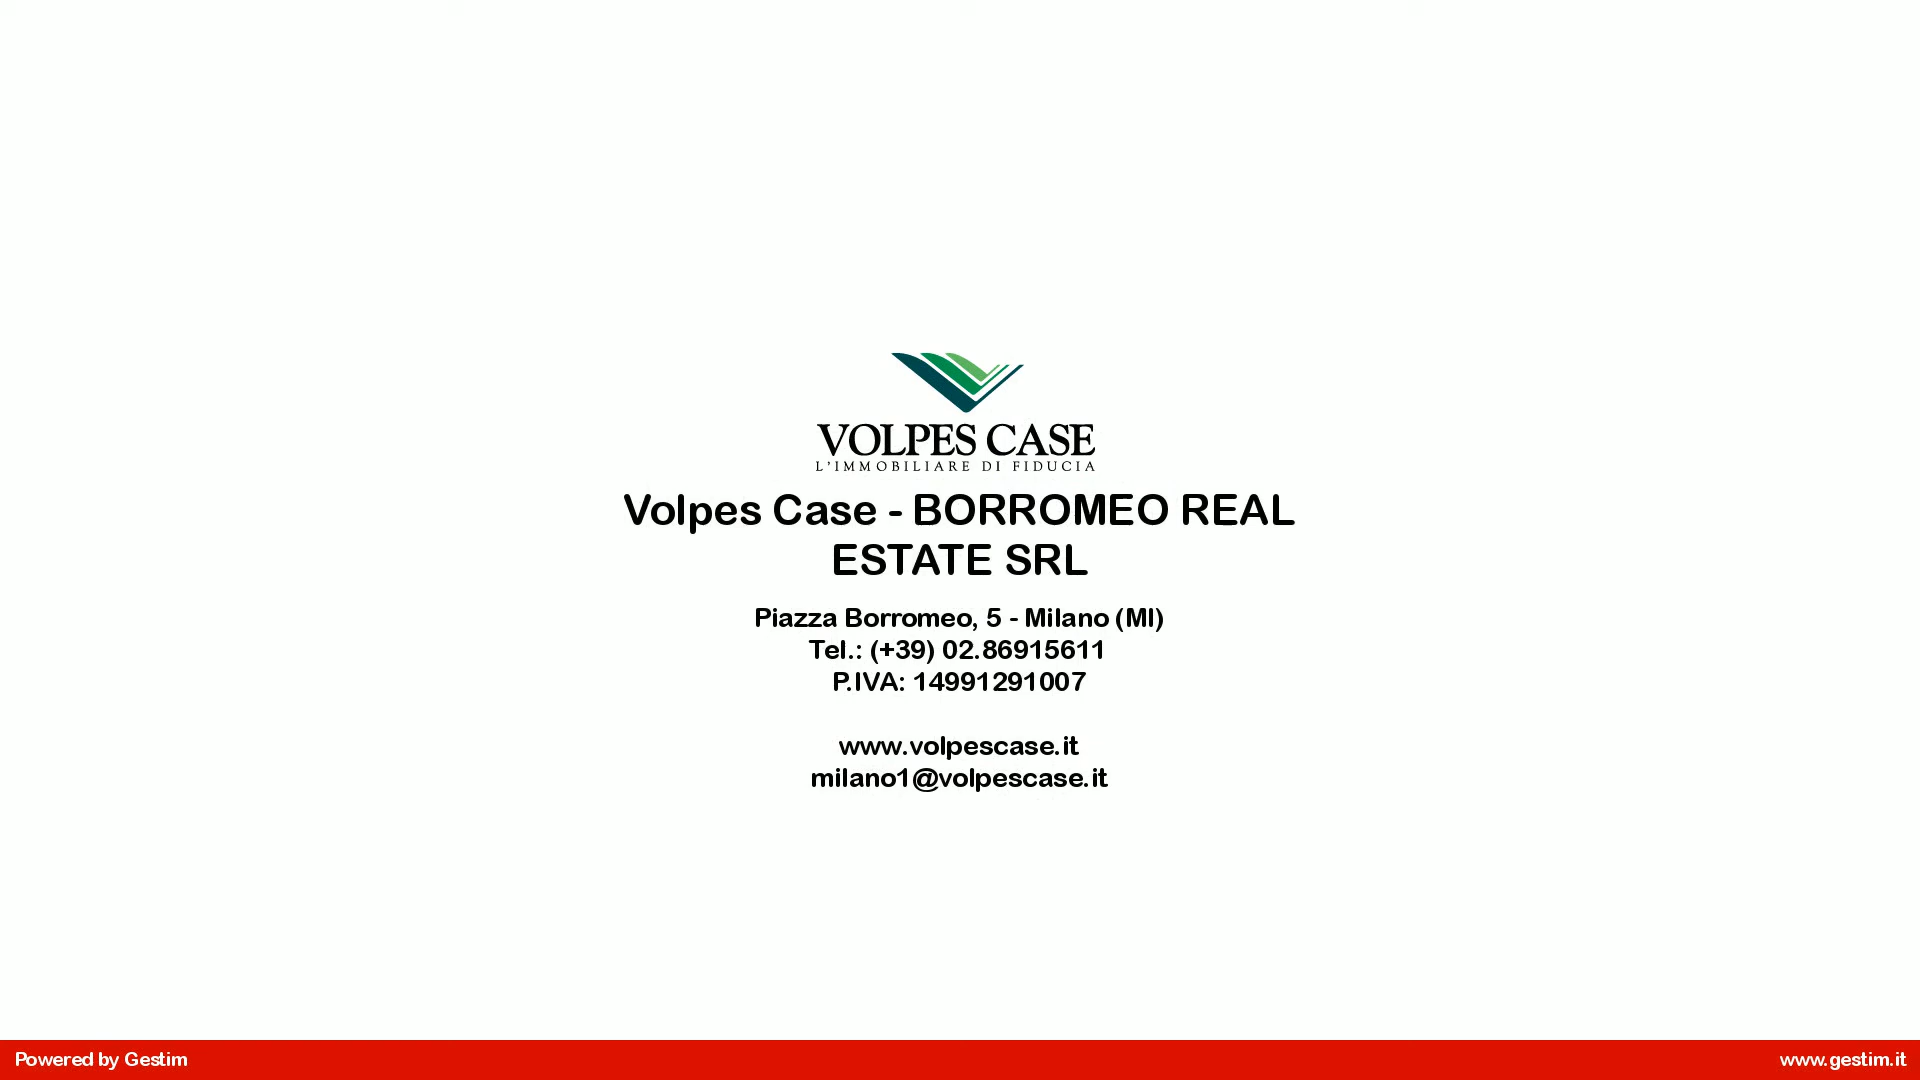 VOLPES CASE
L'IMMOBILIARE DI FIDUCIA
Volpes Case - BORROMEO REAL
ESTATE SRL
Piazza Borromeo, 5 - Milano (MI)
Tel.: (+39) 02.86915611
P.IVA: 14991291007
www.volpescase.it
milano1@volpescase.it
Powered by Gestim
www.gestim.it